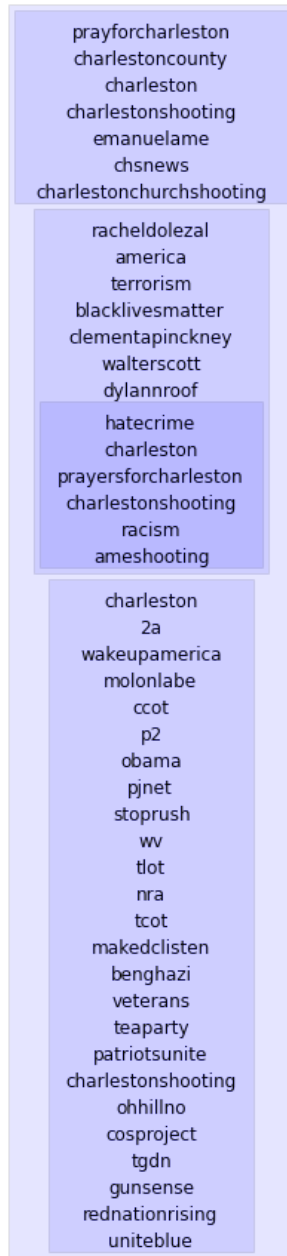 prayforcharleston
charlestoncounty
charleston
charlestonshooting
emanuelame
chsnews
charlestonchurchshooting
racheldolezal
america
terrorism
blacklivesmatter
clementapinckney
walterscott
dylannroof
hatecrime
charleston
prayersforcharleston
charlestonshooting
racism
ameshooting
charleston
2a
wakeupamerica
molonlabe
ccot
p2
obama
pjnet
stoprush
wv
tlot
nra
tcot
makedclisten
benghazi
veterans
teaparty
patriotsunite
charlestonshooting
ohhillno
cosproject
tgdn
gunsense
rednationrising
uniteblue